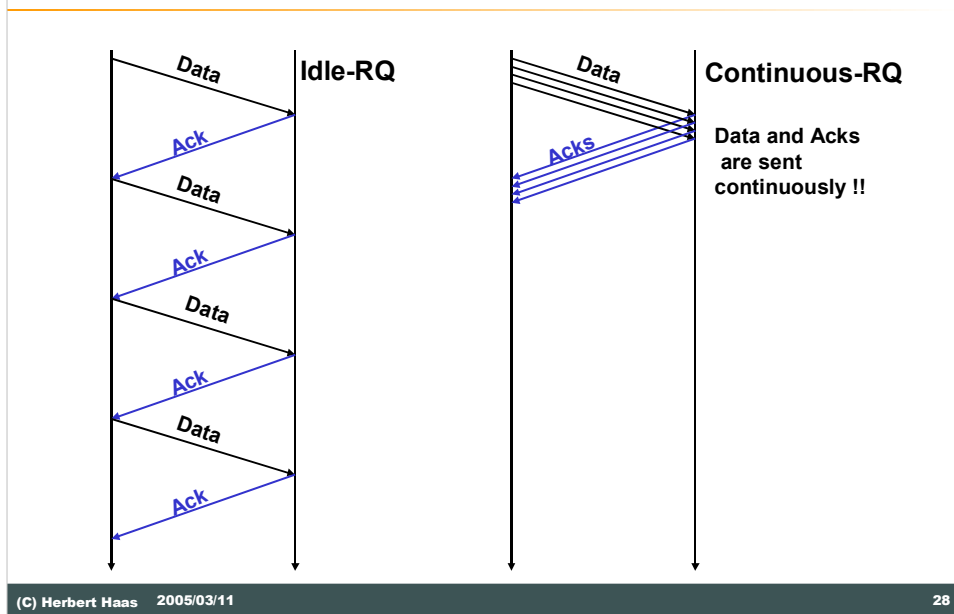 Idle-RQ
Data
Ack
Data
Ack
Data
Ack
Data
Ack
Continuous-RQ
Data
Acks
Data and Acks
are sent
continuously !!
(C) Herbert Haas 2005/03/11
28